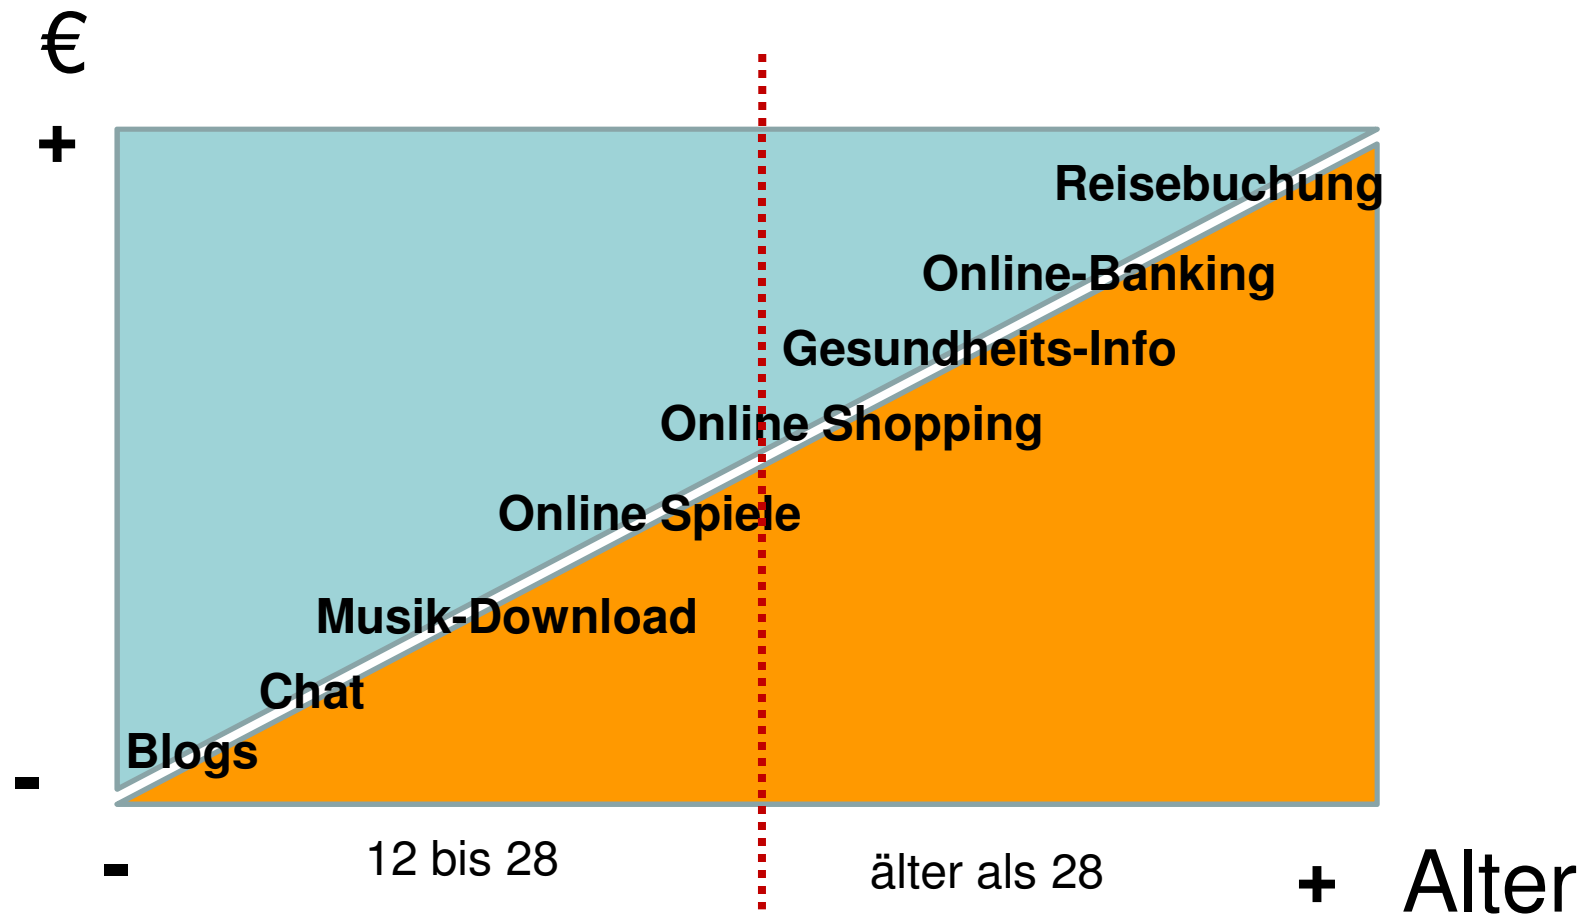 €
+
Reisebuchung
Online-Banking
Gesundheits-Info
Online Shopping
Online Spiele
Musik-Download
Chat
Blogs
-
-
12 bis 28
älter als 28
+
Alter